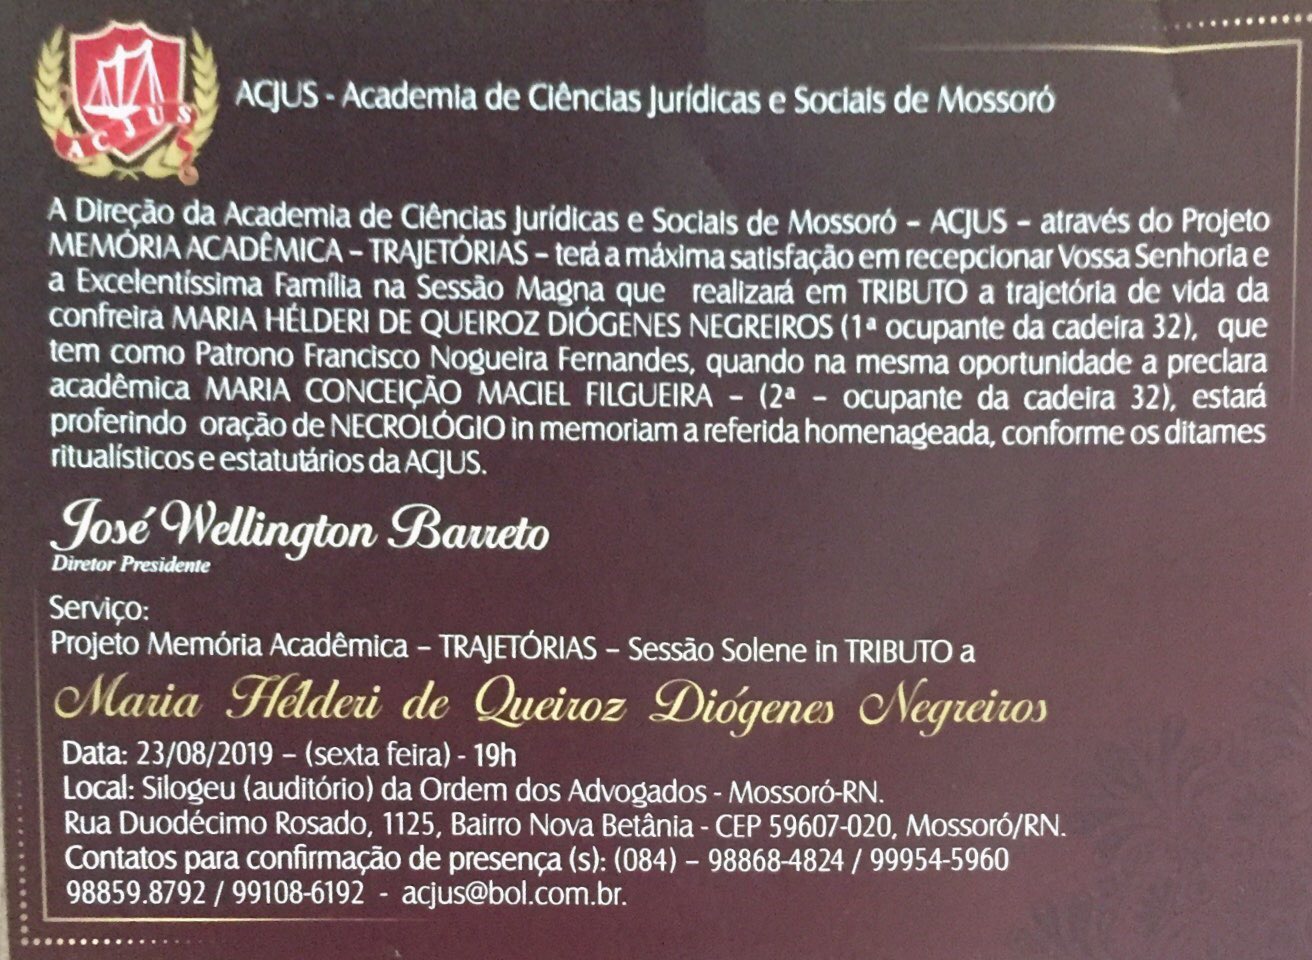 ACJUS
ACJUS - Academia de Ciências Jurídicas e Sociais de Mossoró
A Direção da Academia de Ciências Jurídicas e Sociais de Mossoró – ACJUS – através do Projeto
MEMÓRIA ACADÊMICA – TRAJETÓRIAS – terá a máxima satisfação em recepcionar Vossa Senhoria e
a Excelentíssima Família na Sessão Magna que realizará em TRIBUTO a trajetória de vida da
confreira MARIA HÉLDERI DE QUEIROZ DIÓGENES NEGREIROS (1ª ocupante da cadeira 32), que
tem como Patrono Francisco Nogueira Fernandes, quando na mesma oportunidade a preclara
acadêmica MARIA CONCEIÇÃO MACIEL FILGUEIRA – (2ª – ocupante da cadeira 32), estará
proferindo oração de NECROLÓGIO in memoriam a referida homenageada, conforme os ditames
ritualísticos e estatutários da ACJUS.
José Wellington Barreto
Diretor Presidente
Serviço:
Projeto Memória Acadêmica – TRAJETÓRIAS – Sessão Solene in TRIBUTO a
Maria Hélderi de Queiroz Diógenes Negreiros
Data: 23/08/2019 – (sexta feira) - 19h
Local: Silogeu (auditório) da Ordem dos Advogados - Mossoró-RN.
Rua Duodécimo Rosado, 1125, Bairro Nova Betânia - CEP 59607-020, Mossoró/RN.
Contatos para confirmação de presença (s): (084) – 98868-4824 / 99954-5960
98859.8792 / 99108-6192 - acjus@bol.com.br.